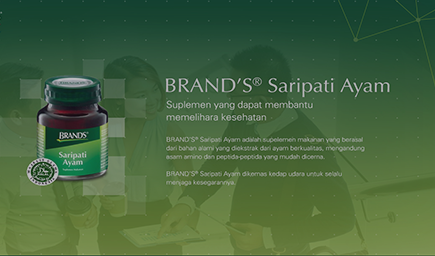 BRAND'S® Saripati Ayam
Suplemen yang dapat membantu
memelihara kesehatan
BRAND'S® Saripati Ayam adalah supelemen makanan yang berasal
dari bahan alami yang diekstrak dari ayam berkualitas, mengandung
asam amino dan peptida-peptida yang mudah dicerna.
BRAND'S® Saripati Ayam dikemas kedap udara untuk selalu
menjaga kesegarannya.
BRAND'S
Saripati
Ayam